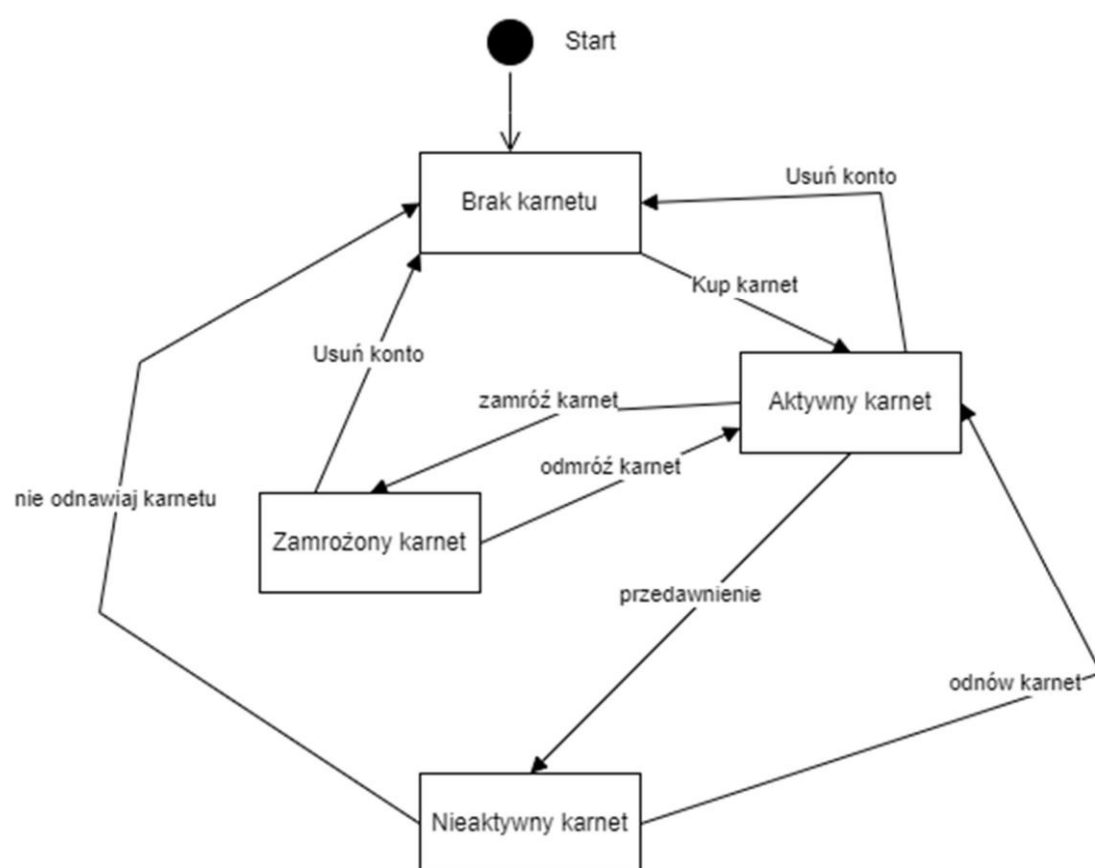 Start
Brak karnetu
Usuń konto
Kup karnet
Usuń konto
Aktywny karnet
zamróź karnet
odmróź karnet
nie odnawiaj karnetu
Zamrożony karnet
przedawnienie
odnów karnet
Nieaktywny karnet